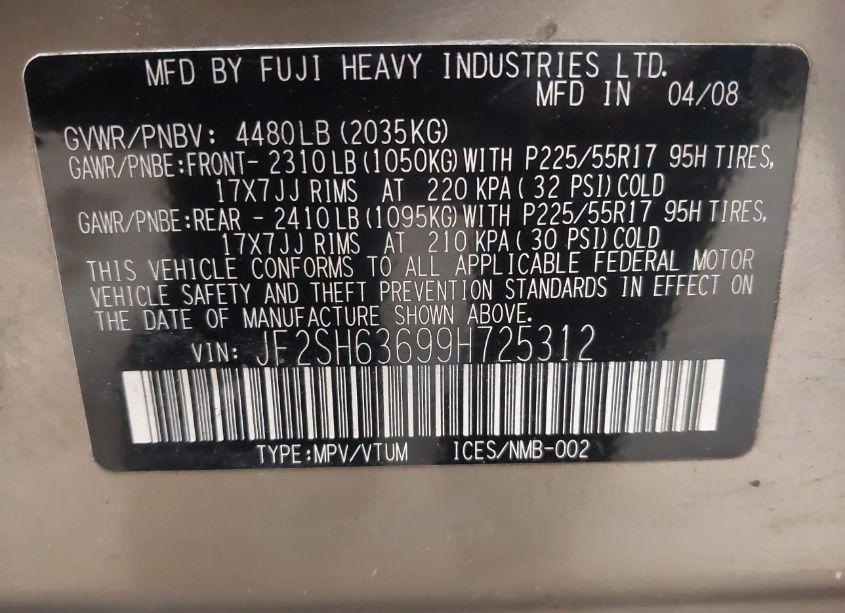 MFD BY FUJI HEAVY INDUSTRIES LTD.
MFD IN 04/08
GVWR/PNBV: 4480LB(2035KG)
GAWR/PNBE:FRONT- 2310LB(1050KG)WITH P225/55R17 95H TIRES,
17X7JJ RIMS AT 220 KPA( 32 PSI)COLD
GAWR/PNBE:REAR - 2410LB(1095KG)WITH P225/55R17 95H TIRES,
17X7JJ RIMS AT 210 KPA( 30 PSI)COLD
THIS VEHICLE CONFORMS TO ALL APPLICABLE FEDERAL MOTOR
VEHICLE SAFETY AND THEFT PREVENTION STANDARDS IN EFFECT ON
THE DATE OF MANUFACTURE SHOWN ABOVE.
VIN: JF2SH63699H725312
TYPE:MPV/VTUM ICES/NMB-002